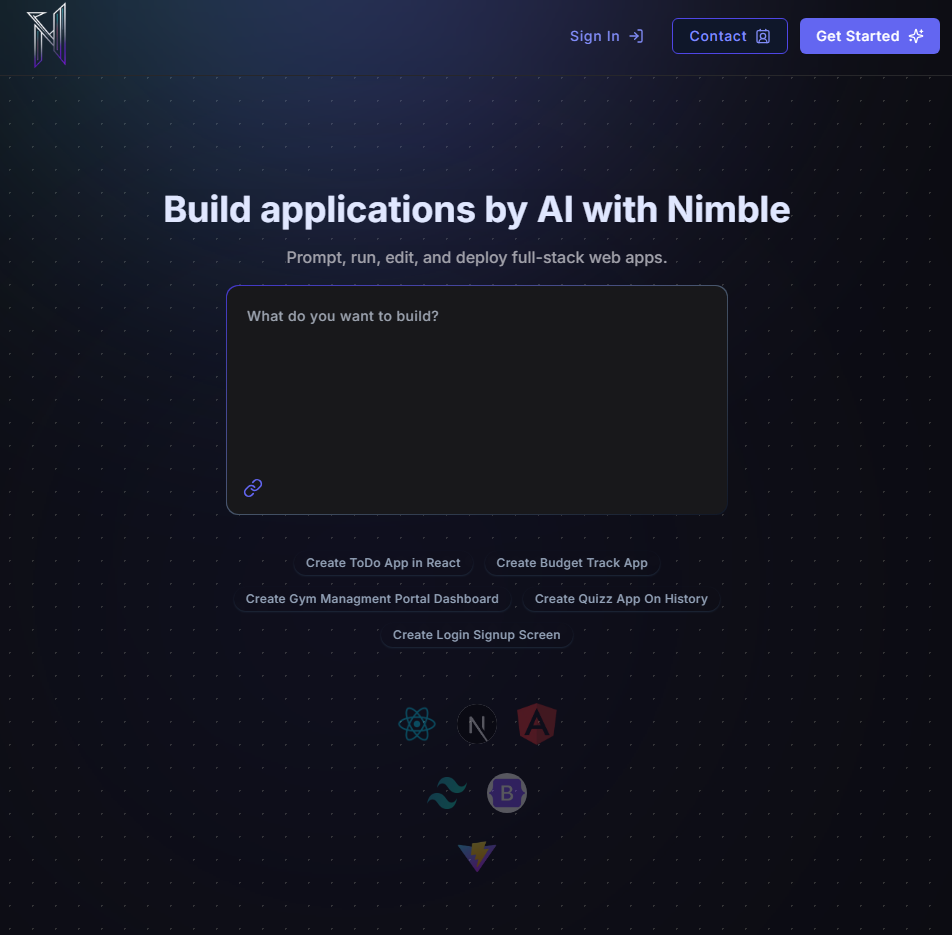 Sign In
Contact
Get Started
Build applications by AI with Nimble
Prompt, run, edit, and deploy full-stack web apps.
What do you want to build?
Create ToDo App in React
Create Budget Track App
Create Gym Managment Portal Dashboard
Create Quizz App On History
Create Login Signup Screen
N
A
B